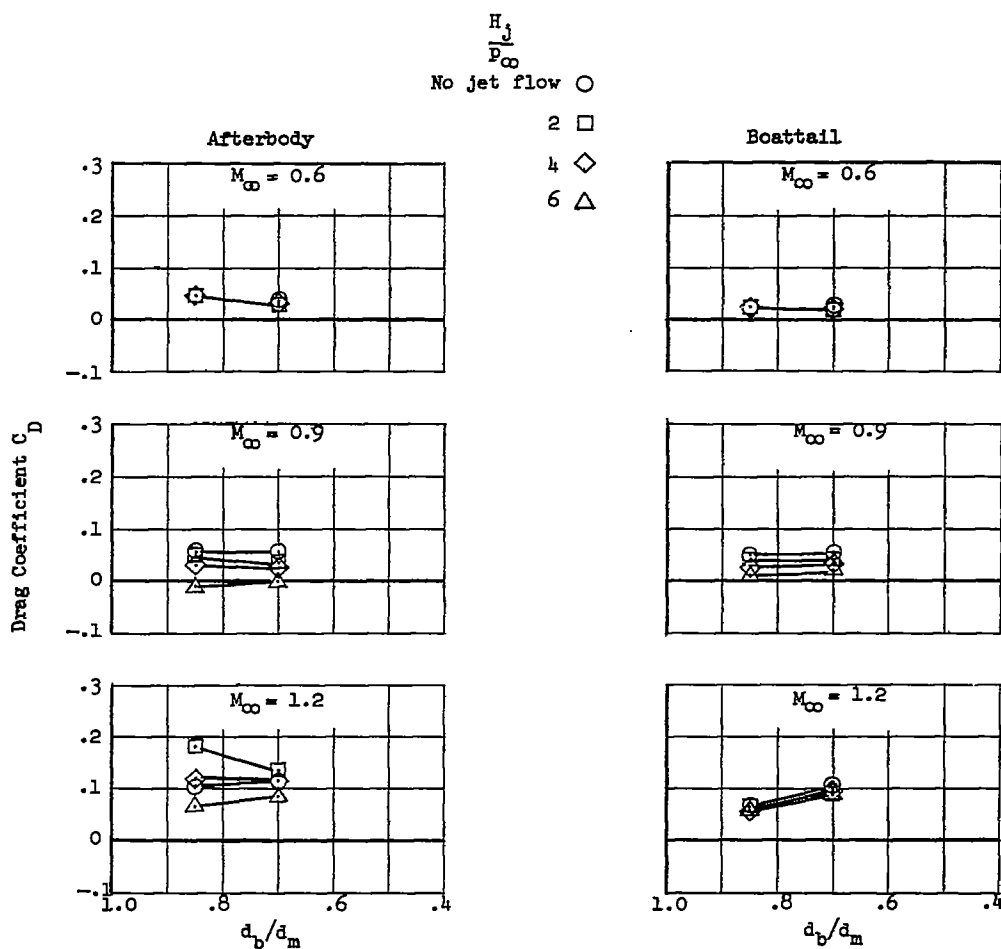 H_j
p_∞
No jet flow ○
2 □
4 ◇
6 △
Afterbody
Boattail
Drag Coefficient C_D
M_∞ = 0.6
.3
.2
.1
0
-.1
M_∞ = 0.6
M_∞ = 0.9
.3
.2
.1
0
-.1
M_∞ = 0.9
M_∞ = 1.2
.3
.2
.1
0
-.1
1.0 .8 .6 .4
d_b/d_m
M_∞ = 1.2
1.0 .8 .6 .4
d_b/d_m